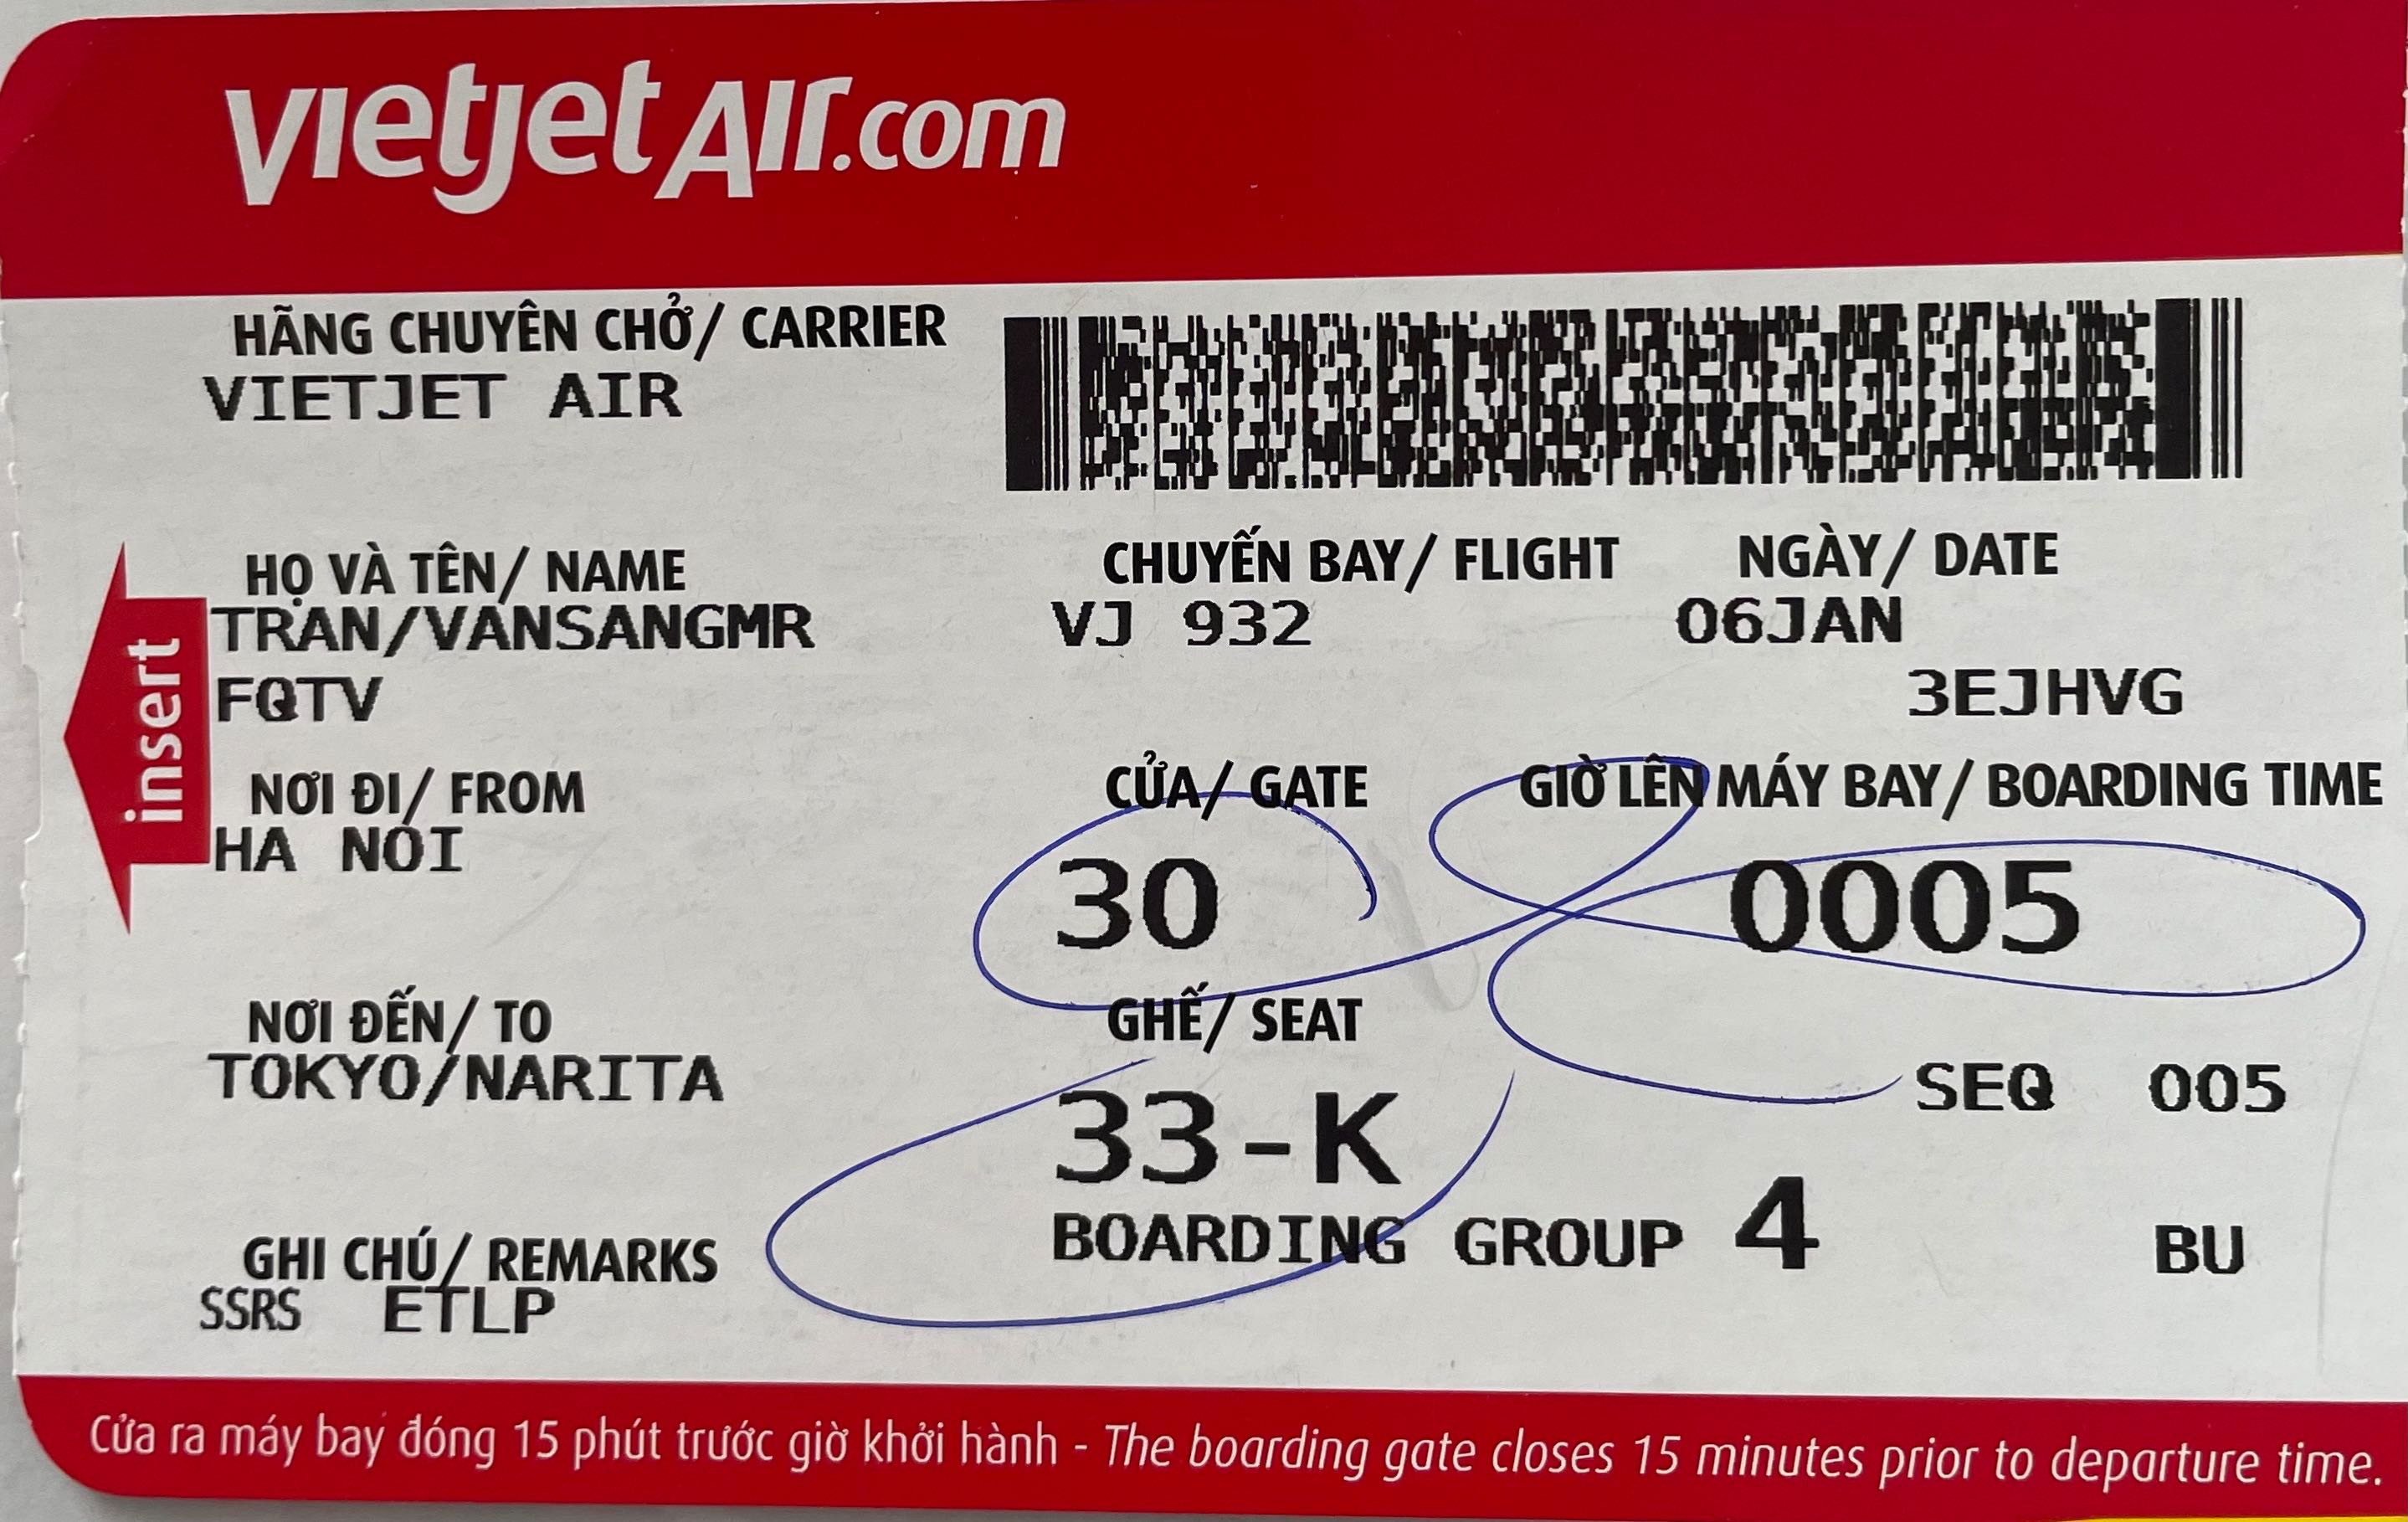 vietjetAir.com
HÃNG CHUYÊN CHỞ/ CARRIER
VIETJET AIR
HỌ VÀ TÊN/ NAME
TRAN/VANSANGMR
FQTV
CHUYẾN BAY/ FLIGHT
VJ 932
NGÀY/ DATE
06JAN
3EJHVG
insert
NƠI ĐI/ FROM
HA NOI
CỬA/ GATE
30
GIỜ LÊN MÁY BAY/ BOARDING TIME
0005
NƠI ĐẾN/ TO
TOKYO/NARITA
GHẾ/ SEAT
33-K
SEQ 005
BOARDING GROUP 4
BU
GHI CHÚ/ REMARKS
SSRS ETLP
Cửa ra máy bay đóng 15 phút trước giờ khởi hành - The boarding gate closes 15 minutes prior to departure time.